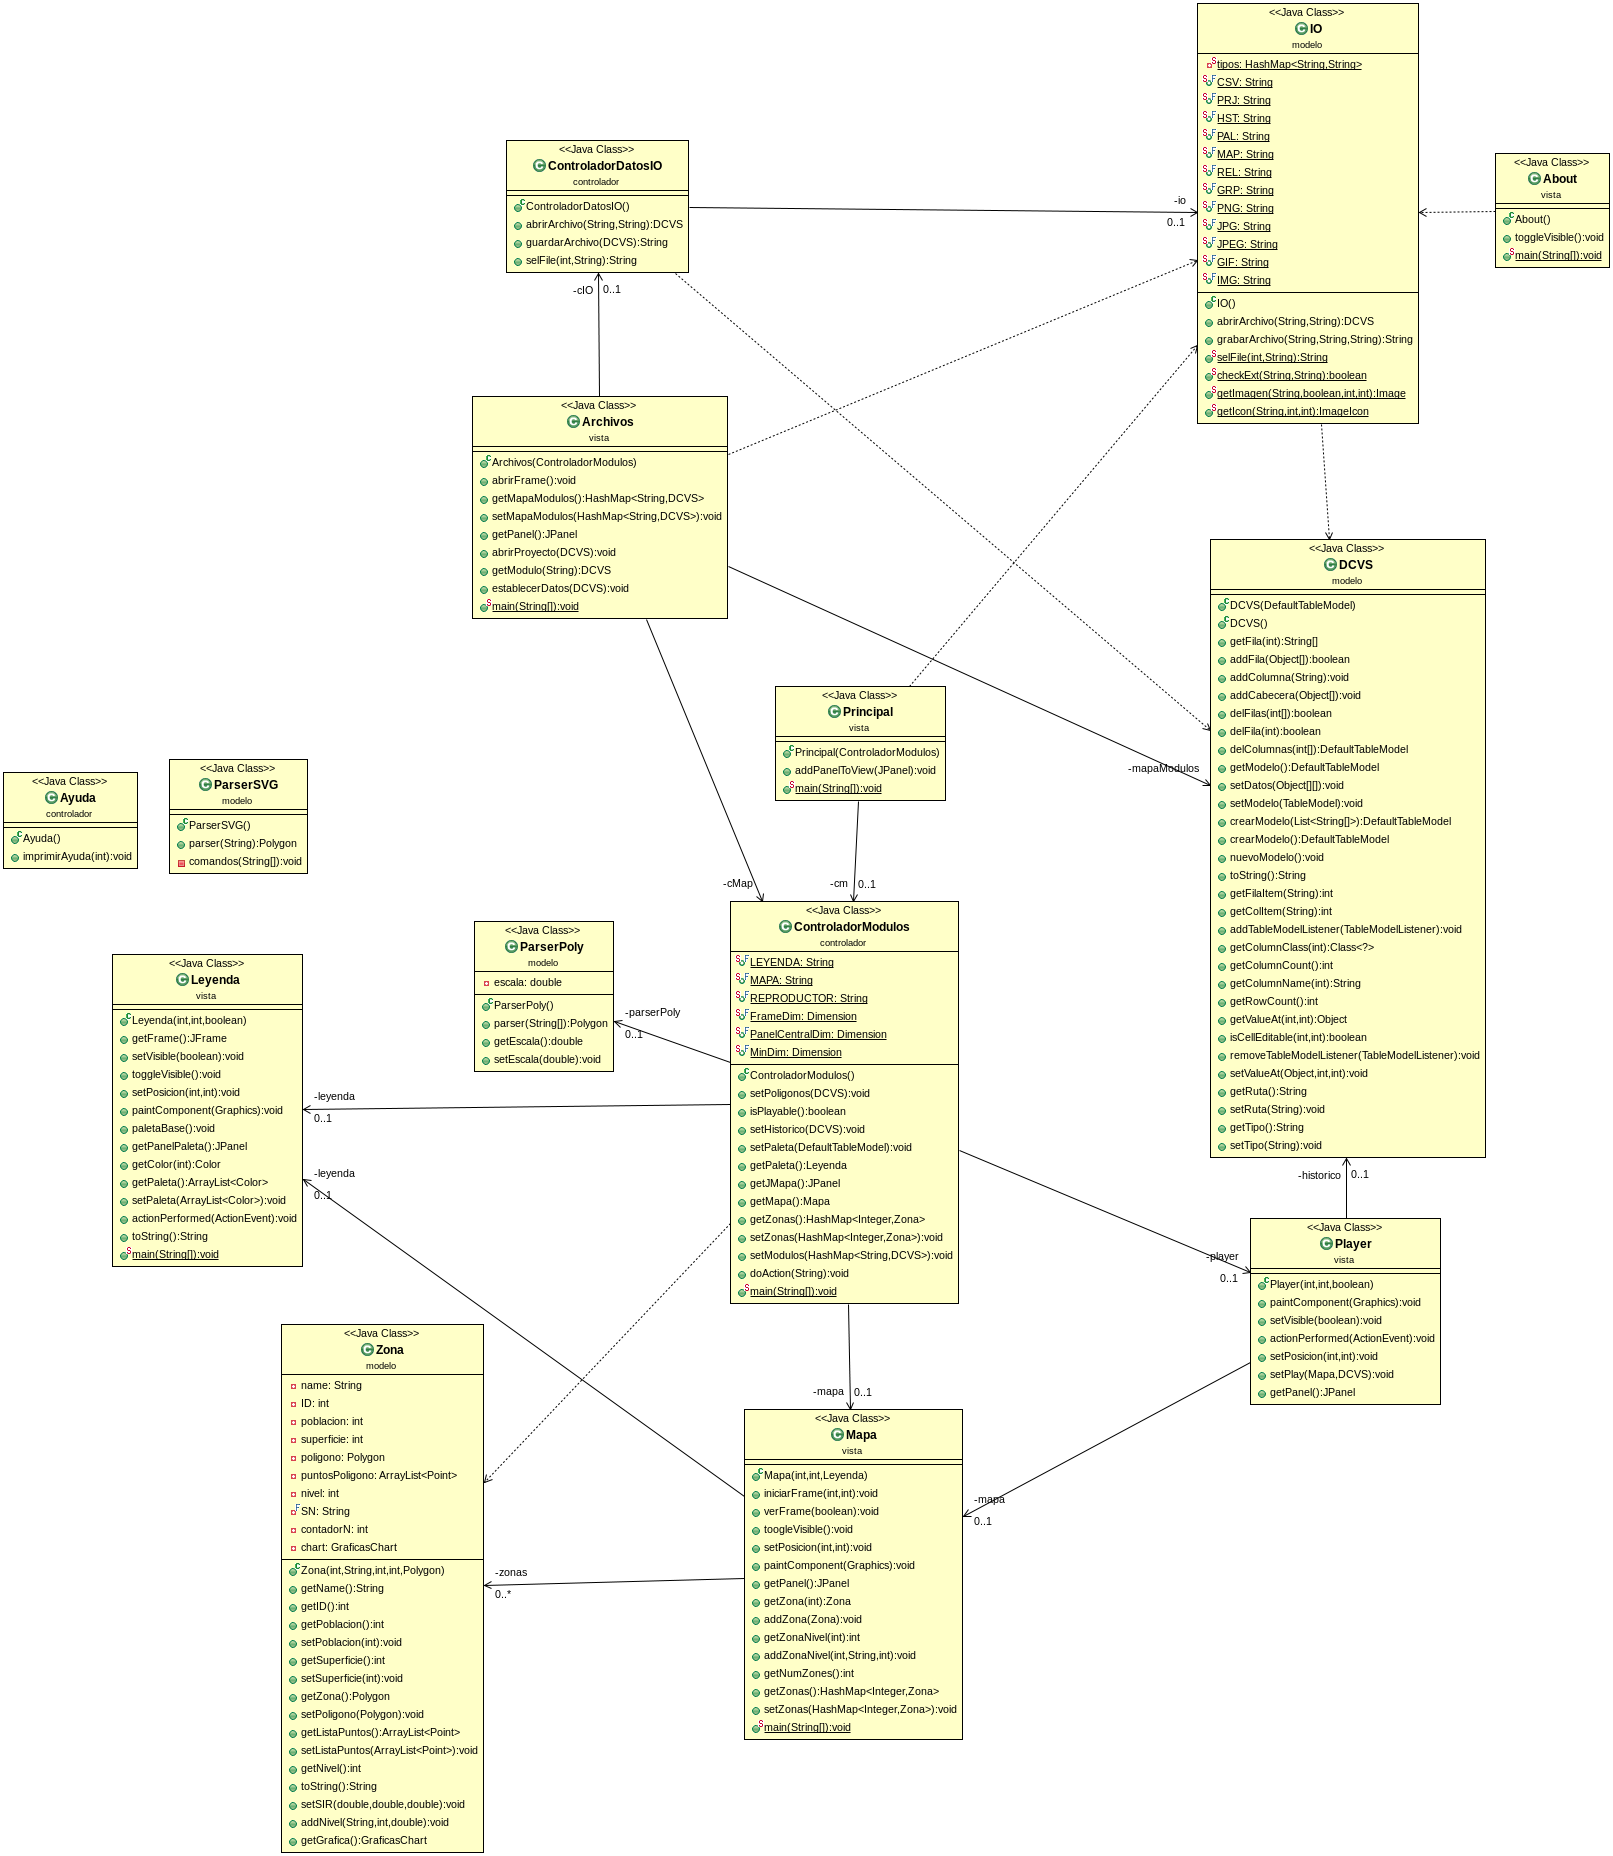 <<Java Class>>
IO
modelo
tipos: HashMap<String,String>
CSV: String
PRJ: String
HST: String
PAL: String
MAP: String
REL: String
GRP: String
PNG: String
JPG: String
JPEG: String
GIF: String
IMG: String
IO()
abrirArchivo(String,String):DCVS
grabarArchivo(String,String,String):String
selFile(int,String):String
checkExt(String,String):boolean
getImagen(String,boolean,int,int):Image
getIcon(String,int,int):ImageIcon
<<Java Class>>
ControladorDatosIO
controlador
ControladorDatosIO()
abrirArchivo(String,String):DCVS
guardarArchivo(DCVS):String
selFile(int,String):String
-io
0..1
<<Java Class>>
About
vista
About()
toggleVisible():void
main(String[]):void
-cIO
0..1
<<Java Class>>
Archivos
vista
Archivos(ControladorModulos)
abrirFrame():void
getMapaModulos():HashMap<String,DCVS>
setMapaModulos(HashMap<String,DCVS>):void
getPanel():JPanel
abrirProyecto(DCVS):void
getModulo(String):DCVS
establecerDatos(DCVS):void
main(String[]):void
<<Java Class>>
DCVS
modelo
DCVS(DefaultTableModel)
DCVS()
getFila(int):String[]
addFila(Object[]):boolean
addColumna(String):void
addCabecera(Object[]):void
delFilas(int[]):boolean
delFila(int):boolean
delColumnas(int[]):DefaultTableModel
getModelo():DefaultTableModel
setDatos(Object[][]):void
setModelo(TableModel):void
crearModelo(List<String[]>):DefaultTableModel
crearModelo():DefaultTableModel
nuevoModelo():void
toString():String
getFilaItem(String):int
getColItem(String):int
addTableModelListener(TableModelListener):void
getColumnClass(int):Class<?>
getColumnCount():int
getColumnName(int):String
getRowCount():int
getValueAt(int,int):Object
isCellEditable(int,int):boolean
removeTableModelListener(TableModelListener):void
setValueAt(Object,int,int):void
getRuta():String
setRuta(String):void
getTipo():String
setTipo(String):void
<<Java Class>>
Principal
vista
Principal(ControladorModulos)
addPanelToView(JPanel):void
main(String[]):void
-mapaModulos
<<Java Class>>
Ayuda
controlador
Ayuda()
imprimirAyuda(int):void
<<Java Class>>
ParserSVG
modelo
ParserSVG()
parser(String):Polygon
comandos(String[]):void
-cMap
-cm
0..1
<<Java Class>>
ControladorModulos
controlador
LEYENDA: String
MAPA: String
REPRODUCTOR: String
FrameDim: Dimension
PanelCentralDim: Dimension
MinDim: Dimension
ControladorModulos()
setPoligonos(DCVS):void
isPlayable():boolean
setHistorico(DCVS):void
setPaleta(DefaultTableModel):void
getPaleta():Leyenda
getJMapa():JPanel
getMapa():Mapa
getZonas():HashMap<Integer,Zona>
setZonas(HashMap<Integer,Zona>):void
setModulos(HashMap<String,DCVS>):void
doAction(String):void
main(String[]):void
<<Java Class>>
ParserPoly
modelo
escala: double
ParserPoly()
parser(String[]):Polygon
getEscala():double
setEscala(double):void
-parserPoly
0..1
<<Java Class>>
Leyenda
vista
Leyenda(int,int,boolean)
getFrame():JFrame
setVisible(boolean):void
toggleVisible():void
setPosicion(int,int):void
paintComponent(Graphics):void
paletaBase():void
getPanelPaleta():JPanel
getColor(int):Color
getPaleta():ArrayList<Color>
setPaleta(ArrayList<Color>):void
actionPerformed(ActionEvent):void
toString():String
main(String[]):void
-leyenda
0..1
-leyenda
0..1
-historico
0..1
-player
0..1
<<Java Class>>
Player
vista
Player(int,int,boolean)
paintComponent(Graphics):void
setVisible(boolean):void
actionPerformed(ActionEvent):void
setPosicion(int,int):void
setPlay(Mapa,DCVS):void
getPanel():JPanel
<<Java Class>>
Zona
modelo
name: String
ID: int
poblacion: int
superficie: int
poligono: Polygon
puntosPoligono: ArrayList<Point>
nivel: int
SN: String
contadorN: int
chart: GraficasChart
Zona(int,String,int,int,Polygon)
getName():String
getID():int
getPoblacion():int
setPoblacion(int):void
getSuperficie():int
setSuperficie(int):void
getZona():Polygon
setPoligono(Polygon):void
getListaPuntos():ArrayList<Point>
setListaPuntos(ArrayList<Point>):void
getNivel():int
toString():String
setSIR(double,double,double):void
addNivel(String,int,double):void
getGrafica():GraficasChart
-mapa
0..1
<<Java Class>>
Mapa
vista
Mapa(int,int,Leyenda)
iniciarFrame(int,int):void
verFrame(boolean):void
toogleVisible():void
setPosicion(int,int):void
paintComponent(Graphics):void
getPanel():JPanel
getZona(int):Zona
addZona(Zona):void
getZonaNivel(int):int
addZonaNivel(int,String,int):void
getNumZones():int
getZonas():HashMap<Integer,Zona>
setZonas(HashMap<Integer,Zona>):void
main(String[]):void
-mapa
0..1
-zonas
0..*